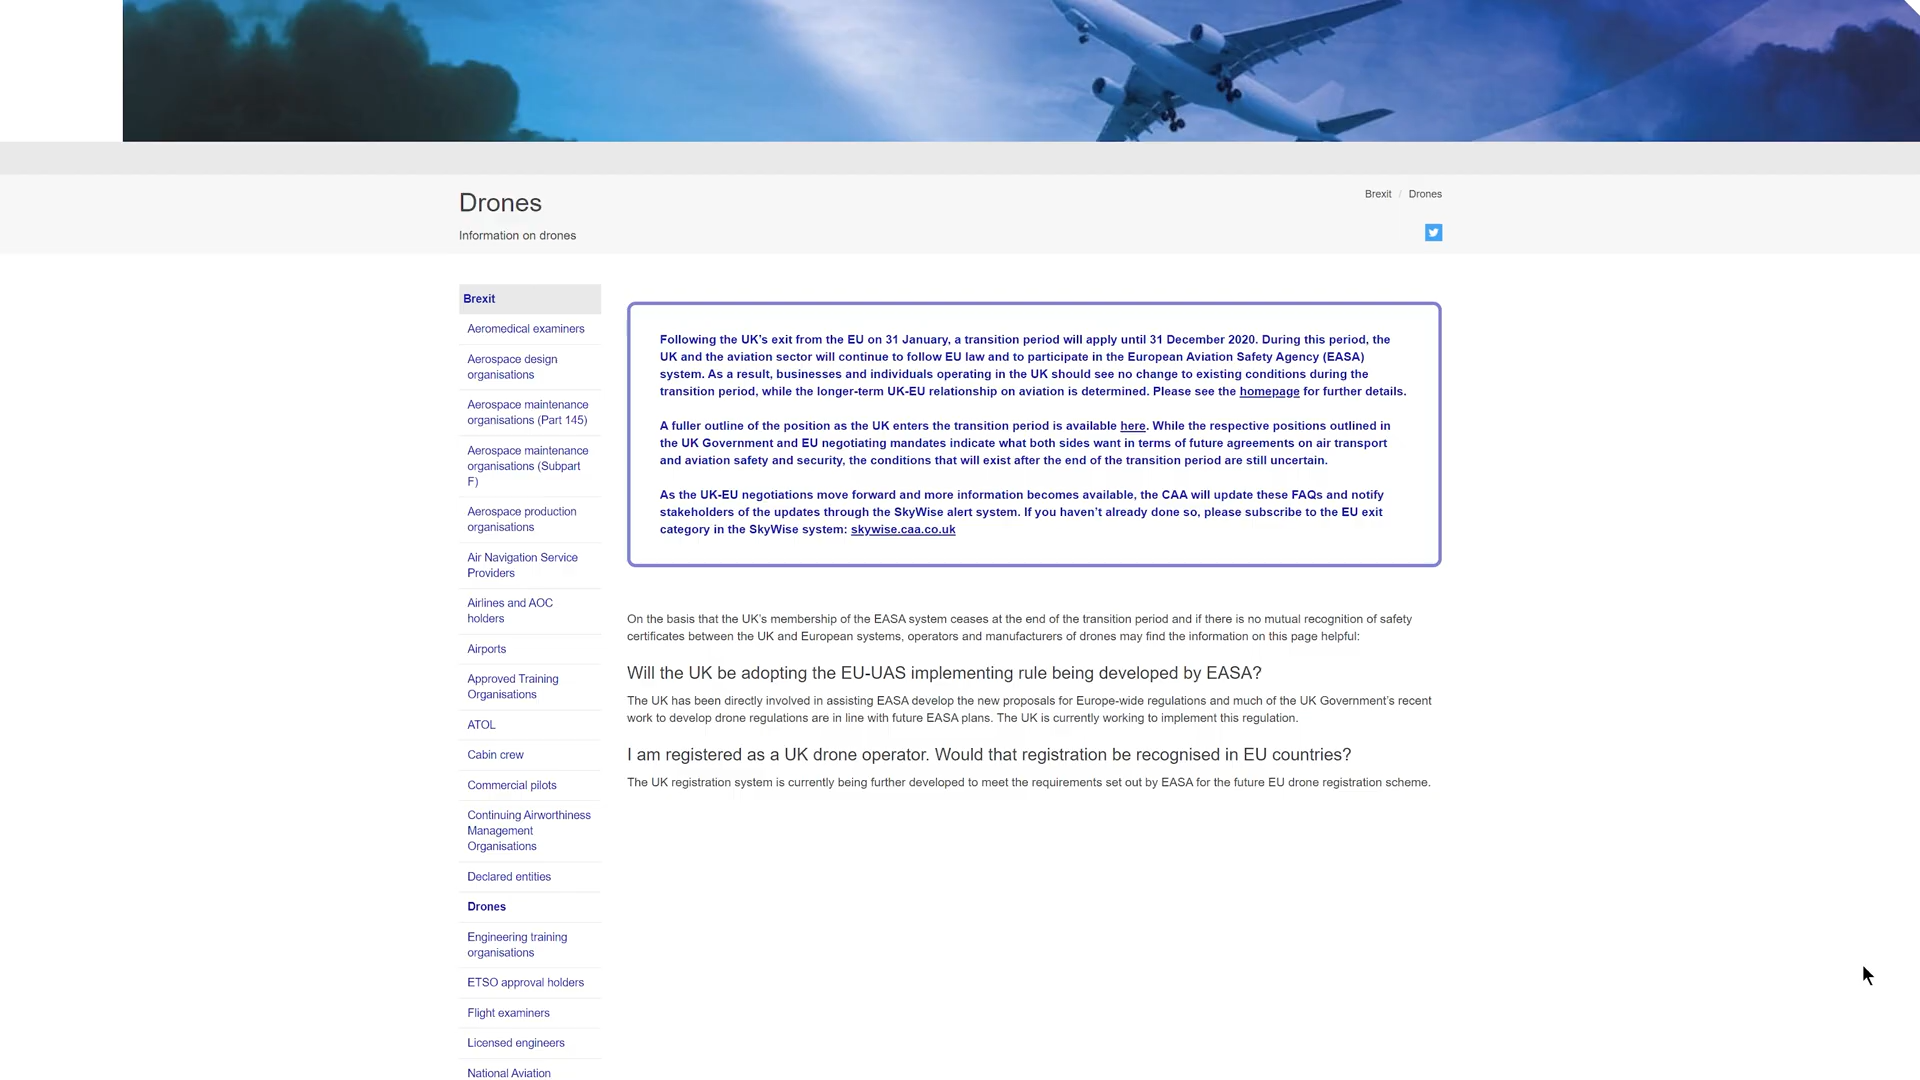 Drones
Brexit / Drones
Information on drones
Brexit
Aeromedical examiners
Aerospace design
organisations
Aerospace maintenance
organisations (Part 145)
Aerospace maintenance
organisations (Subpart
F)
Aerospace production
organisations
Air Navigation Service
Providers
Airlines and AOC
holders
Airports
Approved Training
Organisations
ATOL
Cabin crew
Commercial pilots
Continuing Airworthiness
Management
Organisations
Declared entities
Drones
Engineering training
organisations
ETSO approval holders
Flight examiners
Licensed engineers
National Aviation
Following the UK’s exit from the EU on 31 January, a transition period will apply until 31 December 2020. During this period, the
UK and the aviation sector will continue to follow EU law and to participate in the European Aviation Safety Agency (EASA)
system. As a result, businesses and individuals operating in the UK should see no change to existing conditions during the
transition period, while the longer-term UK-EU relationship on aviation is determined. Please see the homepage for further details.
A fuller outline of the position as the UK enters the transition period is available here. While the respective positions outlined in
the UK Government and EU negotiating mandates indicate what both sides want in terms of future agreements on air transport
and aviation safety and security, the conditions that will exist after the end of the transition period are still uncertain.
As the UK-EU negotiations move forward and more information becomes available, the CAA will update these FAQs and notify
stakeholders of the updates through the SkyWise alert system. If you haven’t already done so, please subscribe to the EU exit
category in the SkyWise system: skywise.caa.co.uk
On the basis that the UK’s membership of the EASA system ceases at the end of the transition period and if there is no mutual recognition of safety
certificates between the UK and European systems, operators and manufacturers of drones may find the information on this page helpful:
Will the UK be adopting the EU-UAS implementing rule being developed by EASA?
The UK has been directly involved in assisting EASA develop the new proposals for Europe-wide regulations and much of the UK Government’s recent
work to develop drone regulations are in line with future EASA plans. The UK is currently working to implement this regulation.
I am registered as a UK drone operator. Would that registration be recognised in EU countries?
The UK registration system is currently being further developed to meet the requirements set out by EASA for the future EU drone registration scheme.